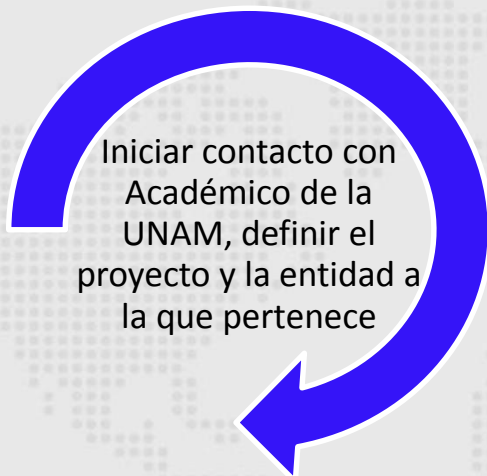 Iniciar contacto con
Académico de la
UNAM, definir el
proyecto y la entidad a
la que pertenece